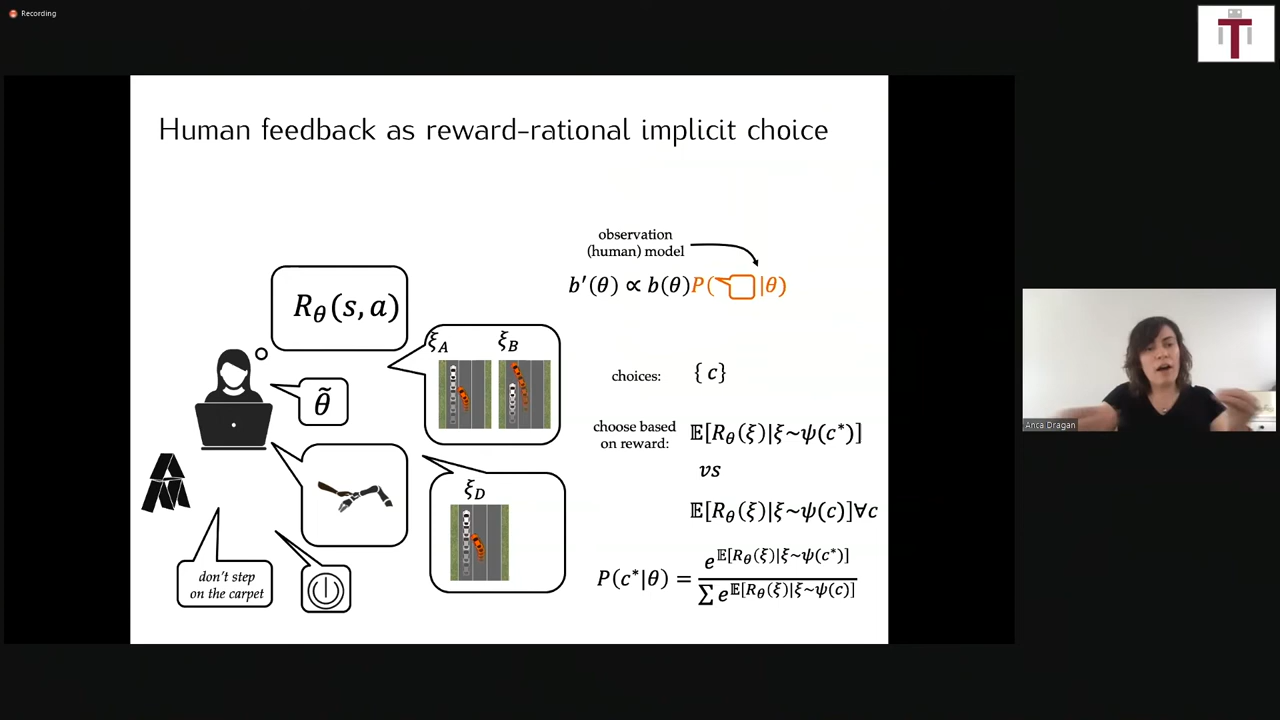 Recording
T
Human feedback as reward-rational implicit choice
observation
(human) model
b′(θ) ∝ b(θ)P( |θ)
R_θ(s, a)
ξ_A
ξ_B
choices: {c}
θ̃
choose based
on reward:
𝔼[R_θ(ξ)|ξ~ψ(c*)]
vs
𝔼[R_θ(ξ)|ξ~ψ(c)]∀c
ξ_D
P(c*|θ) = e^{𝔼[R_θ(ξ)|ξ~ψ(c*)]} / ∑ e^{𝔼[R_θ(ξ)|ξ~ψ(c)]}
don't step
on the carpet
Anca Dragan